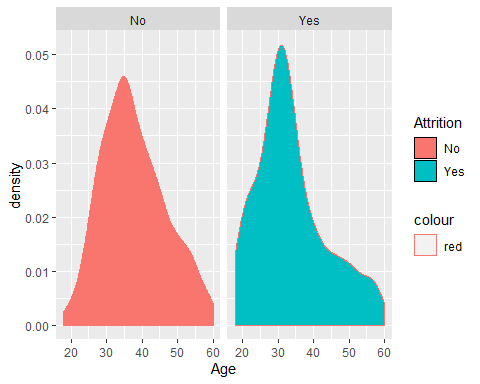 No
Yes
0.05
0.04
0.03
0.02
0.01
0.00
density
20 30 40 50 60
20 30 40 50 60
Age
Attrition
No
Yes
colour
red